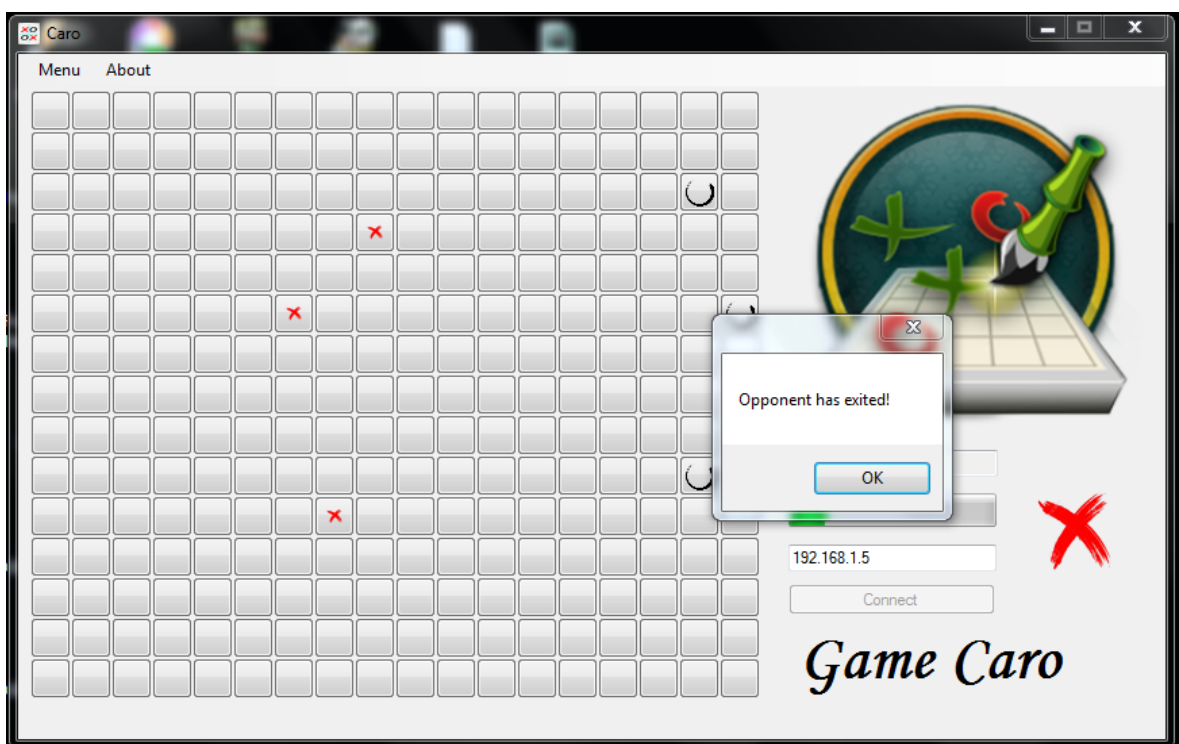 Caro
Menu About
Opponent has exited!
OK
192.168.1.5
Connect
Game Caro